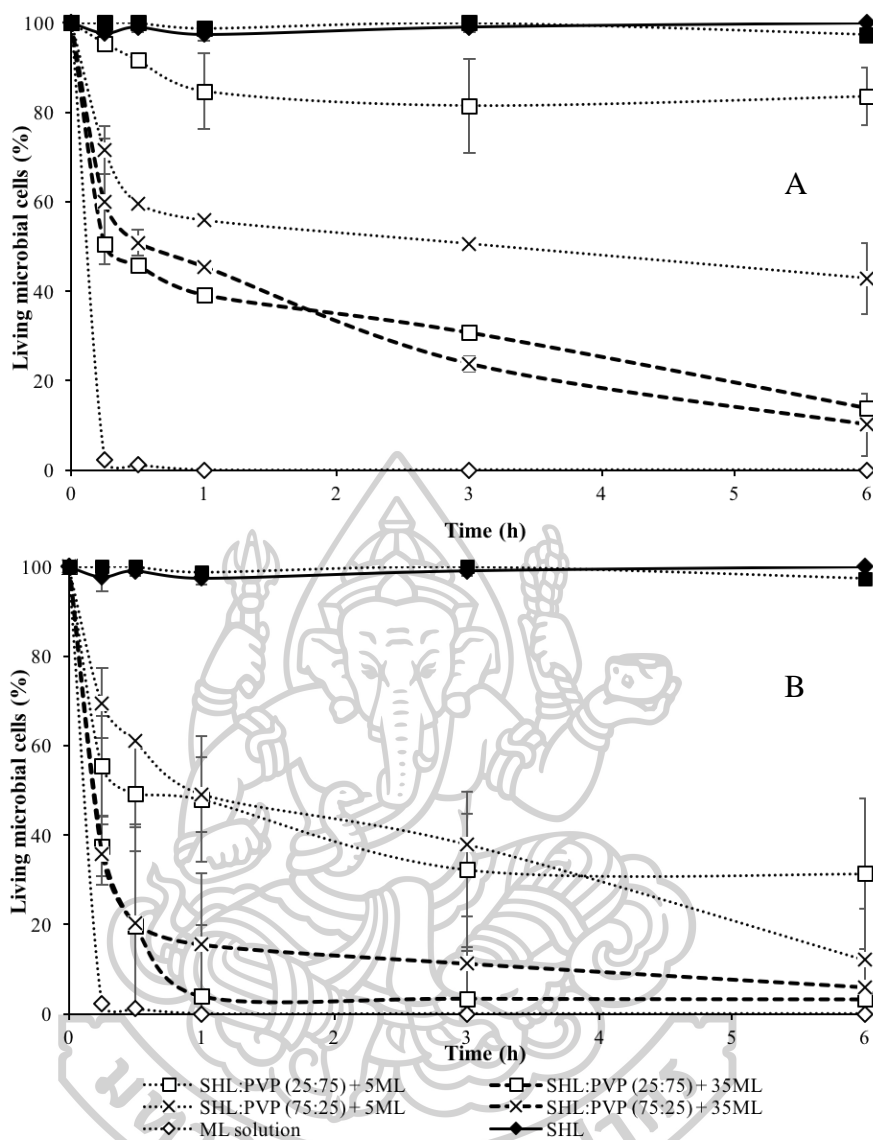 100
80
60
40
20
0
Living microbial cells (%)
A
0
1
2
3
4
5
6
Time (h)
100
80
60
40
20
0
Living microbial cells (%)
B
0
1
2
3
4
5
6
Time (h)
SHL:PVP (25:75) + 5ML
SHL:PVP (25:75) + 35ML
SHL:PVP (75:25) + 5ML
SHL:PVP (75:25) + 35ML
ML solution
SHL